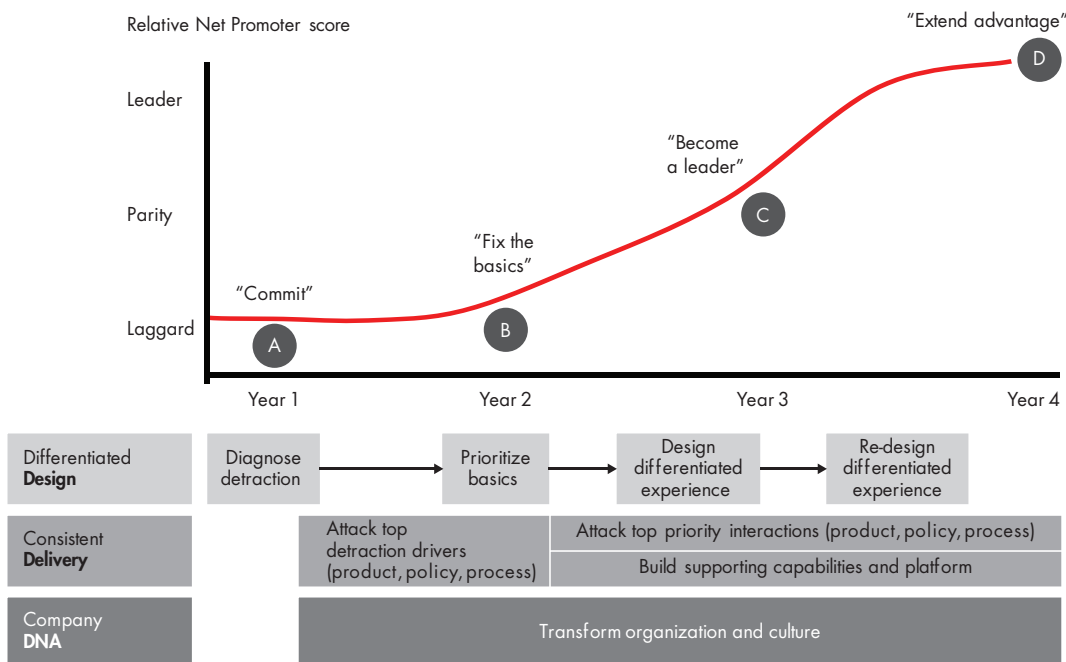 Relative Net Promoter score
“Extend advantage”
D
Leader
“Become
a leader”
C
Parity
“Fix the
basics”
B
“Commit”
Laggard
A
Year 1
Year 2
Year 3
Year 4
Differentiated
Design
Diagnose
detraction
Prioritize
basics
Design
differentiated
experience
Re-design
differentiated
experience
Consistent
Delivery
Attack top
detraction drivers
(product, policy, process)
Attack top priority interactions (product, policy, process)
Build supporting capabilities and platform
Company
DNA
Transform organization and culture